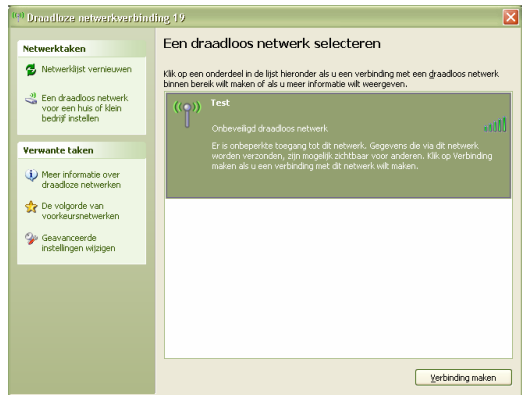 Draadloze netwerkverbinding 19
Netwerktaken
Netwerklijst vernieuwen
Een draadloos netwerk
voor een huis of klein
bedrijf instellen
Verwante taken
Meer informatie over
draadloze netwerken
De volgorde van
voorkeursnetwerken
Geavanceerde
instellingen wijzigen
Een draadloos netwerk selecteren
Klik op een onderdeel in de lijst hieronder als u een verbinding met een draadloos netwerk
binnen bereik wilt maken of als u meer informatie wilt weergeven.
Test
Onbeveiligd draadloos netwerk
Er is onbeperkte toegang tot dit netwerk. Gegevens die via dit netwerk
worden verzonden, zijn mogelijk zichtbaar voor anderen. Klik op Verbinding
maken als u een verbinding met dit netwerk wilt maken.
Verbinding maken